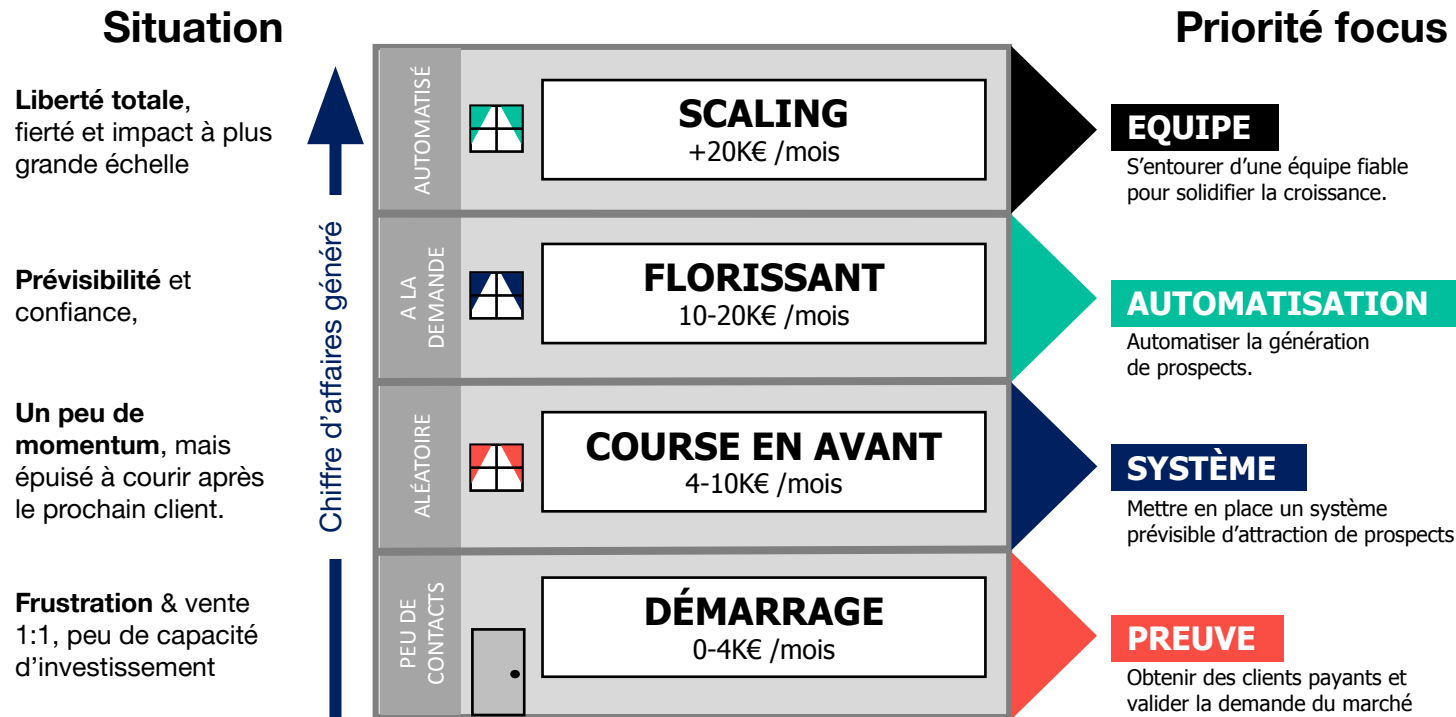 Situation
Priorité focus
Liberté totale,
fierté et impact à plus
grande échelle
AUTOMATISÉ
SCALING
+20K€ /mois
EQUIPE
S’entourer d’une équipe fiable
pour solidifier la croissance.
Chiffre d’affaires généré
Prévisibilité et
confiance,
A LA
DEMANDE
FLORISSANT
10-20K€ /mois
AUTOMATISATION
Automatiser la génération
de prospects.
Un peu de
momentum, mais
épuisé à courir après
le prochain client.
ALÉATOIRE
COURSE EN AVANT
4-10K€ /mois
SYSTÈME
Mettre en place un système
prévisible d’attraction de prospects
Frustration & vente
1:1, peu de capacité
d’investissement
PEU DE
CONTACTS
DÉMARRAGE
0-4K€ /mois
PREUVE
Obtenir des clients payants et
valider la demande du marché